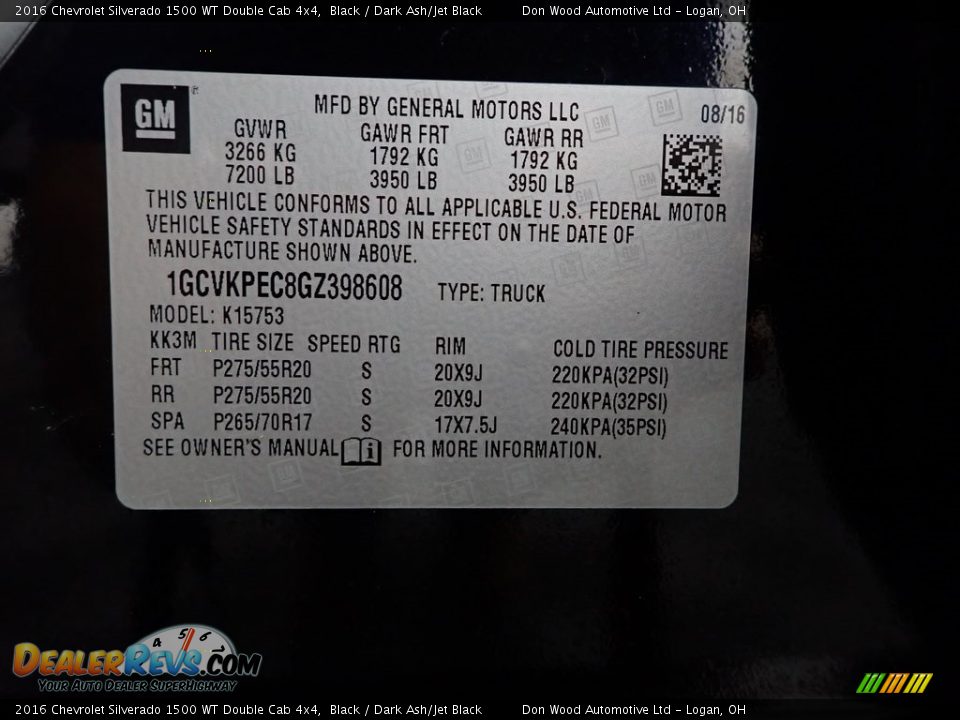 2016 Chevrolet Silverado 1500 WT Double Cab 4x4, Black / Dark Ash/Jet Black Don Wood Automotive Ltd - Logan, OH
GM
MFD BY GENERAL MOTORS LLC 08/16
GVWR GAWR FRT GAWR RR
3266 KG 1792 KG 1792 KG
7200 LB 3950 LB 3950 LB
THIS VEHICLE CONFORMS TO ALL APPLICABLE U.S. FEDERAL MOTOR
VEHICLE SAFETY STANDARDS IN EFFECT ON THE DATE OF
MANUFACTURE SHOWN ABOVE.
1GCVKPEC8GZ398608 TYPE: TRUCK
MODEL: K15753
KK3M TIRE SIZE SPEED RTG RIM COLD TIRE PRESSURE
FRT P275/55R20 S 20X9J 220KPA(32PSI)
RR P275/55R20 S 20X9J 220KPA(32PSI)
SPA P265/70R17 S 17X7.5J 240KPA(35PSI)
SEE OWNER'S MANUAL i FOR MORE INFORMATION.
4 5 6
DEALERREVS.COM
YOUR AUTO DEALER SUPERHIGHWAY
2016 Chevrolet Silverado 1500 WT Double Cab 4x4, Black / Dark Ash/Jet Black Don Wood Automotive Ltd - Logan, OH